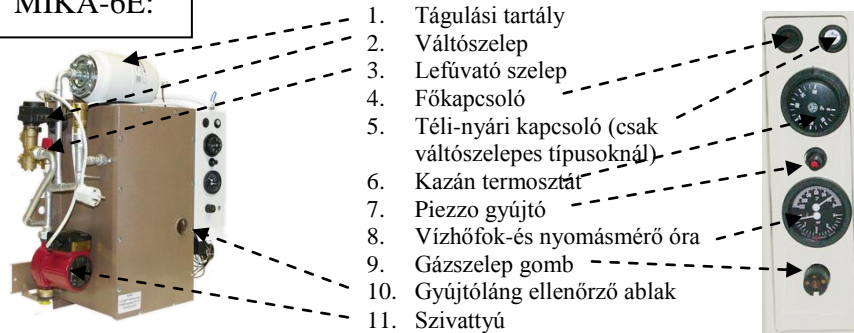 MIKA-6E:
1. Tágulási tartály
2. Váltószelep
3. Lefúvató szelep
4. Főkapcsoló
5. Téli-nyári kapcsoló (csak
váltószelepes típusoknál)
6. Kazán termosztát
7. Piezzo gyújtó
8. Vízhőfok-és nyomásmérő óra
9. Gázszelep gomb
10. Gyújtóláng ellenőrző ablak
11. Szivattyú